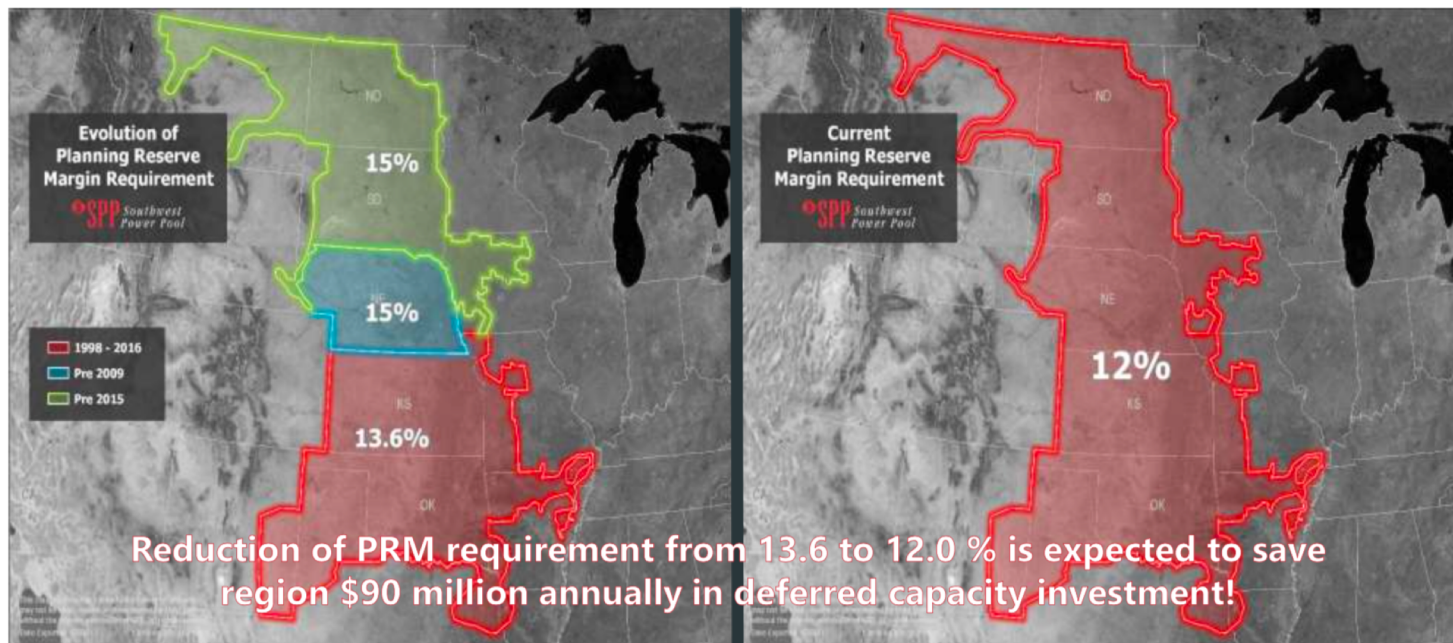 Evolution of
Planning Reserve
Margin Requirement
SPP Southwest
Power Pool
ND
15%
SD
NE
15%
1998 - 2016
Pre 2009
Pre 2015
KS
13.6%
CA
OK
Current
Planning Reserve
Margin Requirement
SPP Southwest
Power Pool
ND
SD
NE
12%
KS
CA
OK
Reduction of PRM requirement from 13.6 to 12.0 % is expected to save
region $90 million annually in deferred capacity investment!